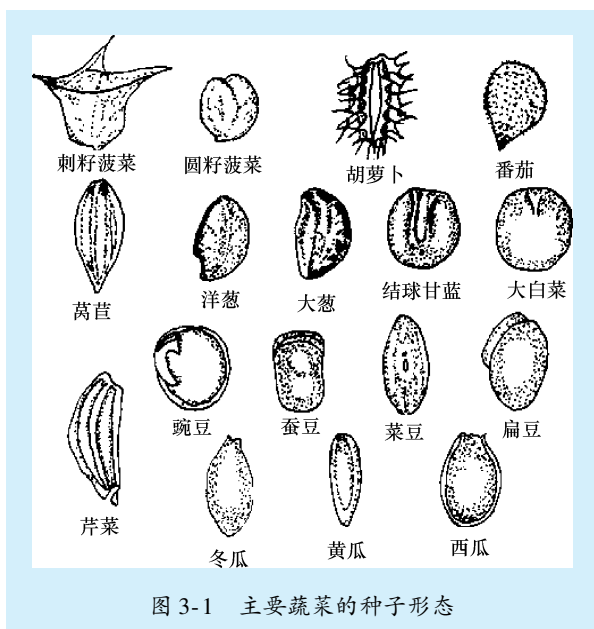 刺籽菠菜 圆籽菠菜 胡萝卜 番茄
莴苣 洋葱 大葱 结球甘蓝 大白菜
豌豆 蚕豆 菜豆 扁豆
芹菜 冬瓜 黄瓜 西瓜
图 3-1 主要蔬菜的种子形态